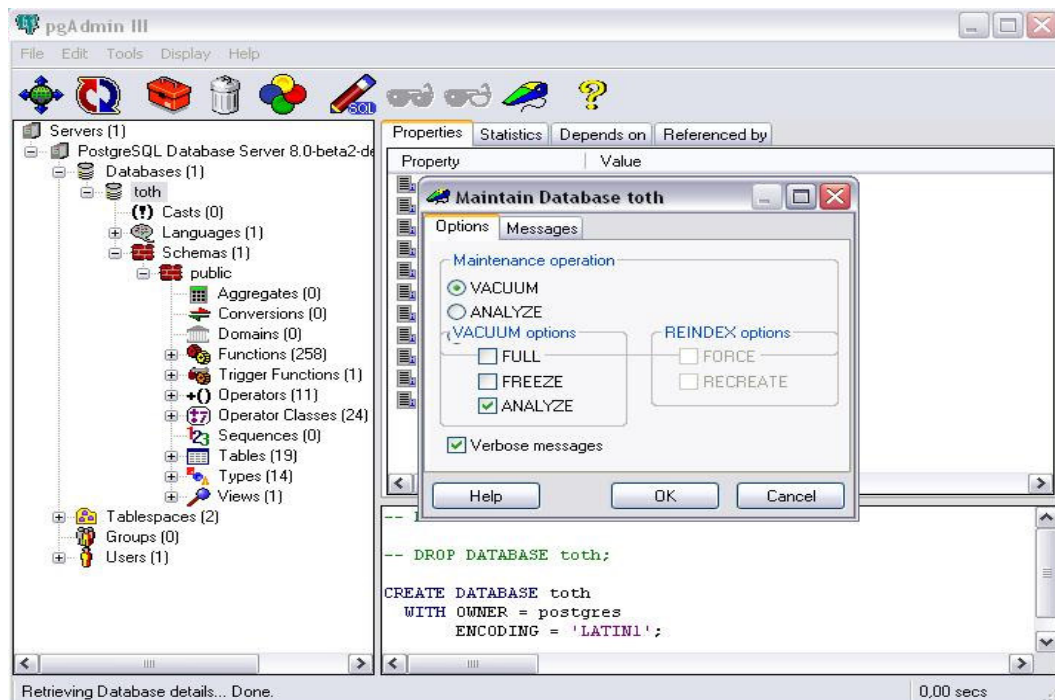 pgAdmin III
File Edit Tools Display Help
SQL
Servers (1)
PostgreSQL Database Server 8.0-beta2-de
Databases (1)
toth
Casts (0)
Languages (1)
Schemas (1)
public
Aggregates (0)
Conversions (0)
Domains (0)
Functions (258)
Trigger Functions (1)
Operators (11)
Operator Classes (24)
Sequences (0)
Tables (19)
Types (14)
Views (1)
Tablespaces (2)
Groups (0)
Users (1)
Properties Statistics Depends on Referenced by
Property Value
Maintain Database toth
Options Messages
Maintenance operation
VACUUM
ANALYZE
VACUUM options
FULL
FREEZE
ANALYZE
REINDEX options
FORCE
RECREATE
Verbose messages
Help OK Cancel
-- DROP DATABASE toth;
CREATE DATABASE toth
WITH OWNER = postgres
ENCODING = 'LATIN1';
Retrieving Database details... Done.
0,00 secs